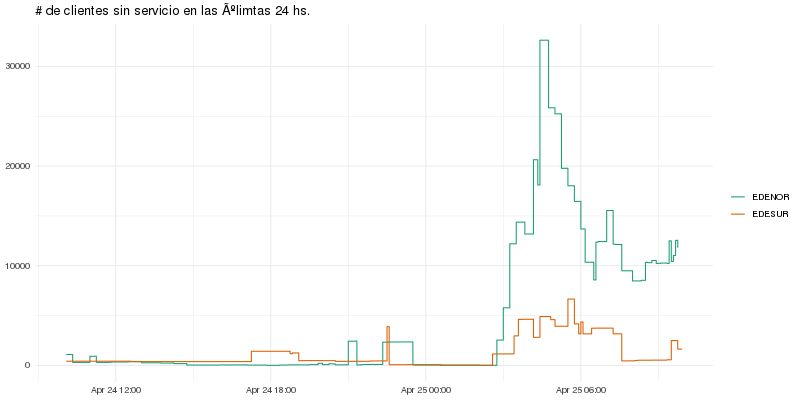 # de clientes sin servicio en las Ãºlimtas 24 hs.
30000
20000
10000
0
Apr 24 12:00
Apr 24 18:00
Apr 25 00:00
Apr 25 06:00
EDENOR
EDESUR